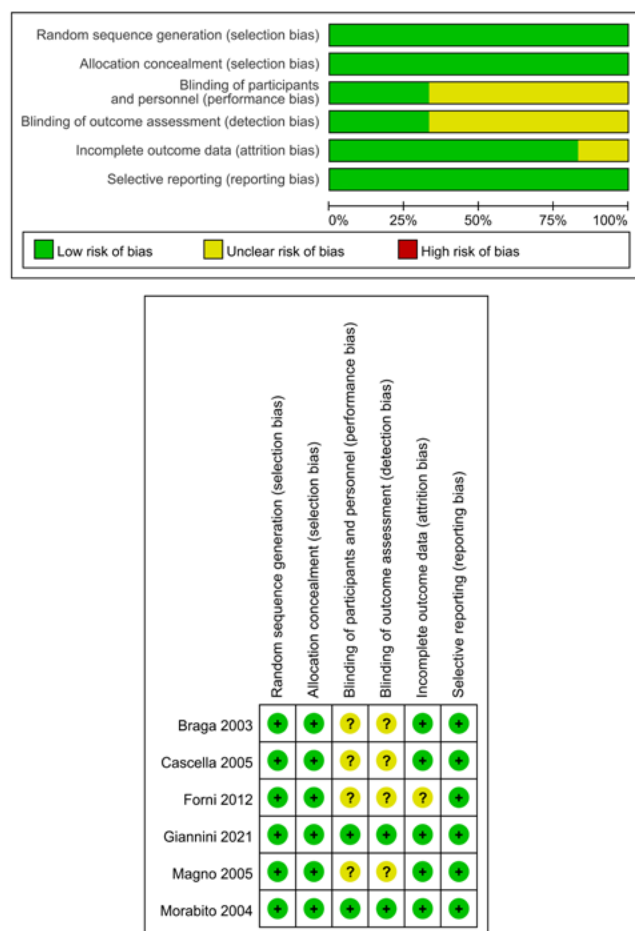 Random sequence generation (selection bias)
Allocation concealment (selection bias)
Blinding of participants
and personnel (performance bias)
Blinding of outcome assessment (detection bias)
Incomplete outcome data (attrition bias)
Selective reporting (reporting bias)
0% 25% 50% 75% 100%
Low risk of bias Unclear risk of bias High risk of bias
Random sequence generation (selection bias)
Allocation concealment (selection bias)
Blinding of participants and personnel (performance bias)
Blinding of outcome assessment (detection bias)
Incomplete outcome data (attrition bias)
Selective reporting (reporting bias)
Braga 2003 + + ? ? + +
Cascella 2005 + + ? ? + +
Forni 2012 + + ? ? ? +
Giannini 2021 + + + + + +
Magno 2005 + + ? ? + +
Morabito 2004 + + + + + +